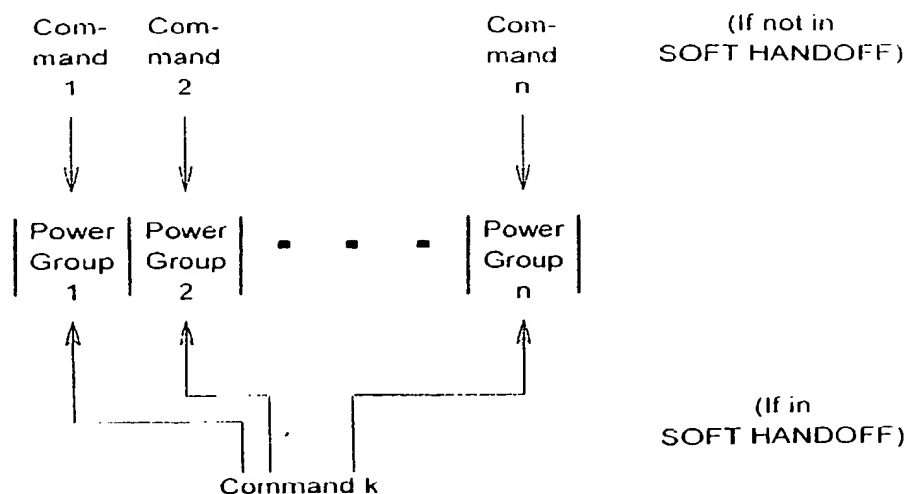 Com-
mand
1
Com-
mand
2
Com-
mand
n
(If not in
SOFT HANDOFF)
Power
Group
1
Power
Group
2
Power
Group
n
(If in
SOFT HANDOFF)
Command k